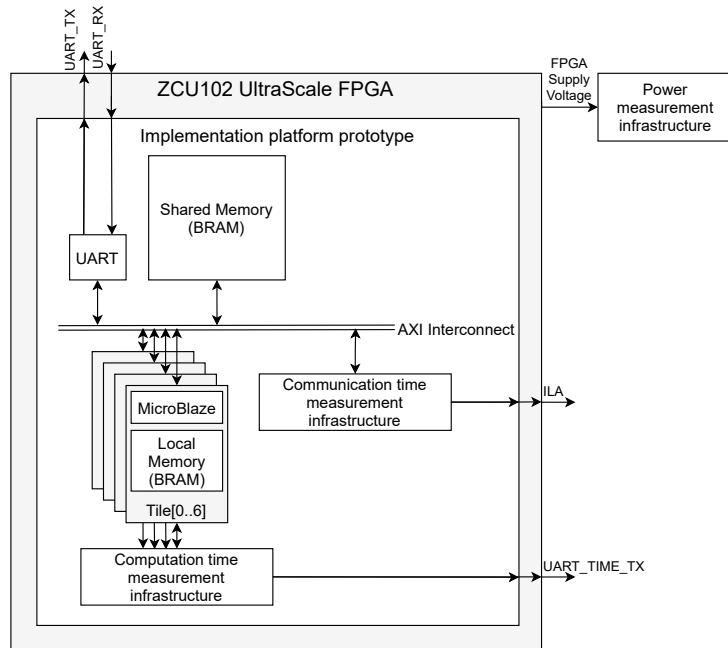 UART_TX
UART_RX
ZCU102 UltraScale FPGA
FPGA
Supply
Voltage
Power
measurement
infrastructure
Implementation platform prototype
Shared Memory
(BRAM)
UART
AXI Interconnect
Communication time
measurement
infrastructure
ILA
MicroBlaze
Local
Memory
(BRAM)
Tile[0..6]
Computation time
measurement
infrastructure
UART_TIME_TX